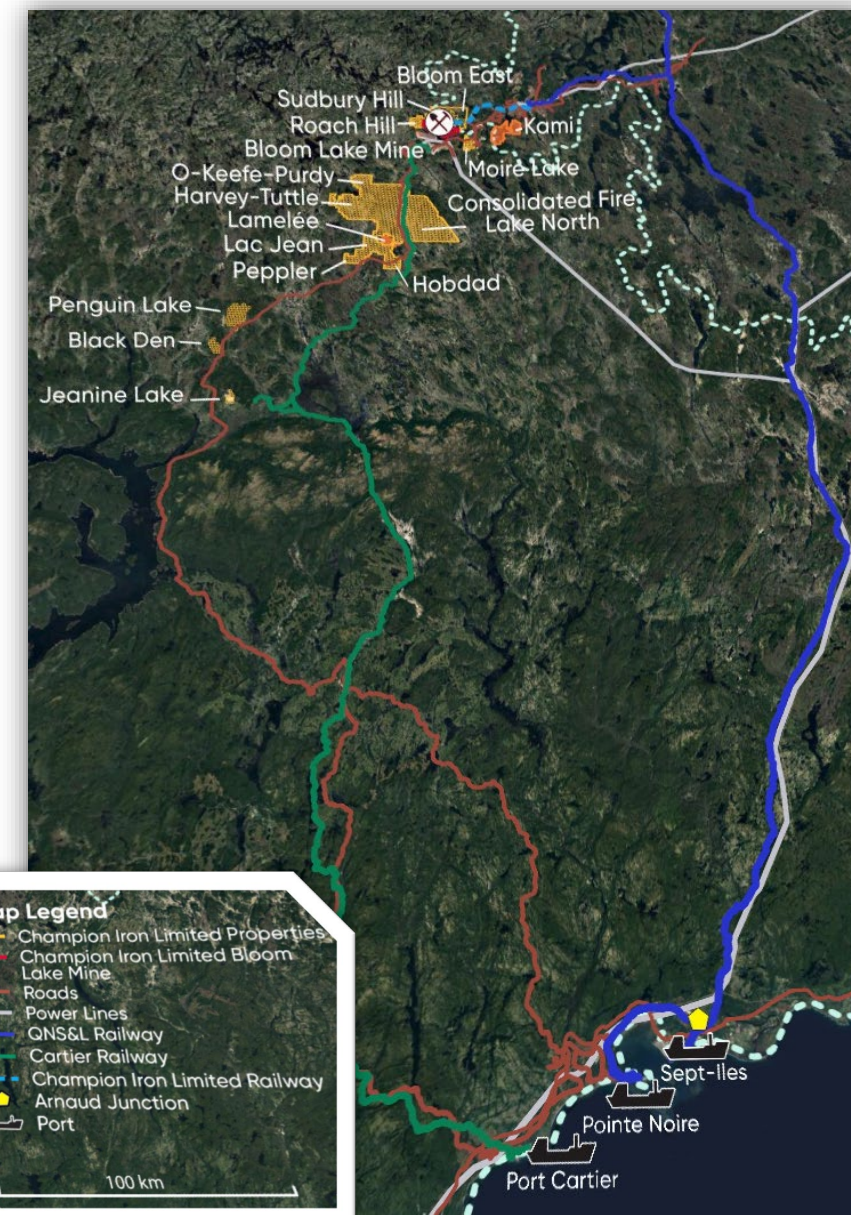 Bloom East
Sudbury Hill
Roach Hill
Kami
Bloom Lake Mine
Moire Lake
O-Keefe-Purdy
Harvey-Tuttle
Consolidated Fire
Lake North
Lamelée
Lac Jean
Peppler
Hobdad
Penguin Lake
Black Den
Jeanine Lake
ap Legend
Champion Iron Limited Properties
Champion Iron Limited Bloom
Lake Mine
Roads
Power Lines
QNS&L Railway
Cartier Railway
Champion Iron Limited Railway
Arnaud Junction
Port
100 km
Sept-Iles
Pointe Noire
Port Cartier